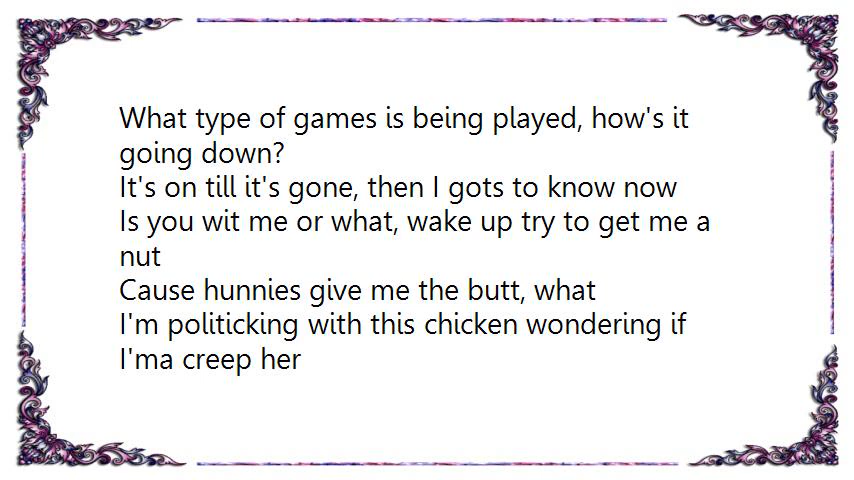 What type of games is being played, how's it
going down?
It's on till it's gone, then I gots to know now
Is you wit me or what, wake up try to get me a
nut
Cause hunnies give me the butt, what
I'm politicking with this chicken wondering if
I'ma creep her